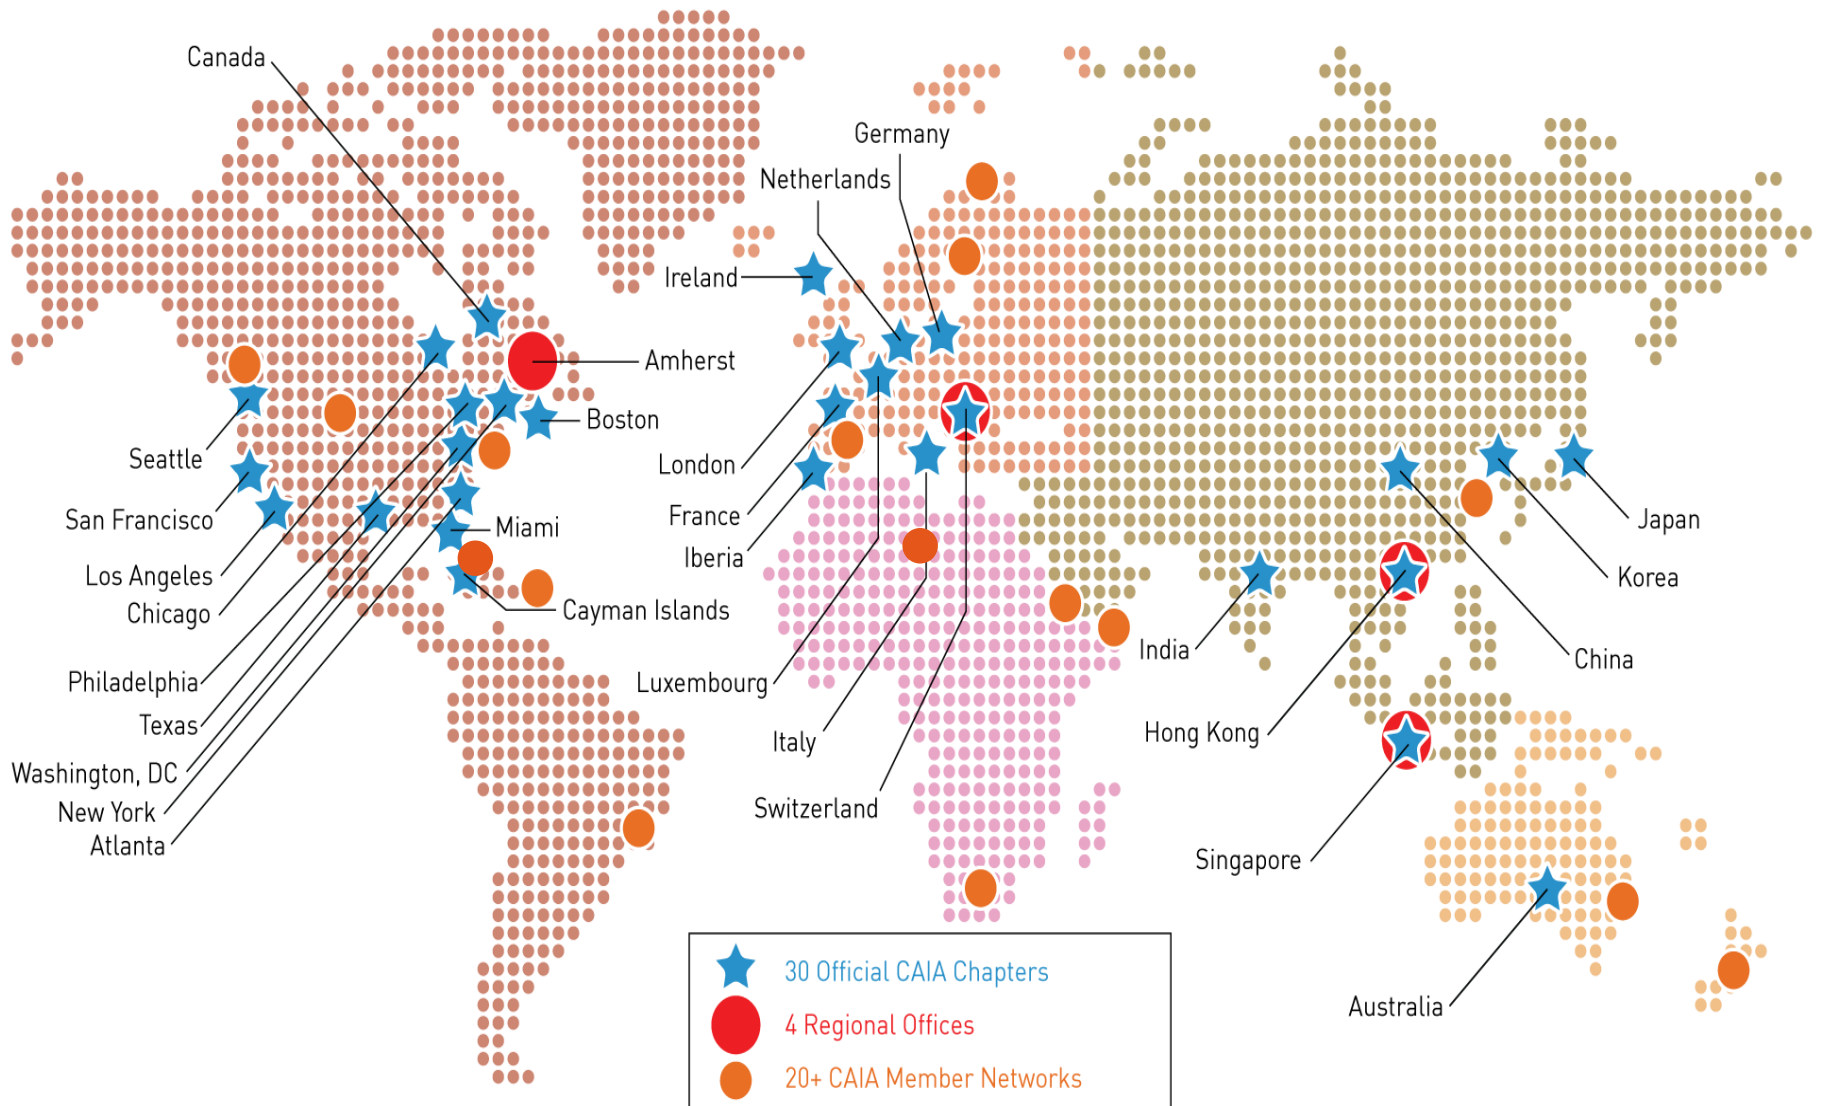 Canada
Germany
Netherlands
Ireland
Amherst
Boston
Seattle
London
San Francisco
France
Miami
Japan
Iberia
Los Angeles
Korea
Chicago
Cayman Islands
India
China
Philadelphia
Luxembourg
Texas
Hong Kong
Italy
Washington, DC
New York
Switzerland
Atlanta
Singapore
Australia
30 Official CAIA Chapters
4 Regional Offices
20+ CAIA Member Networks